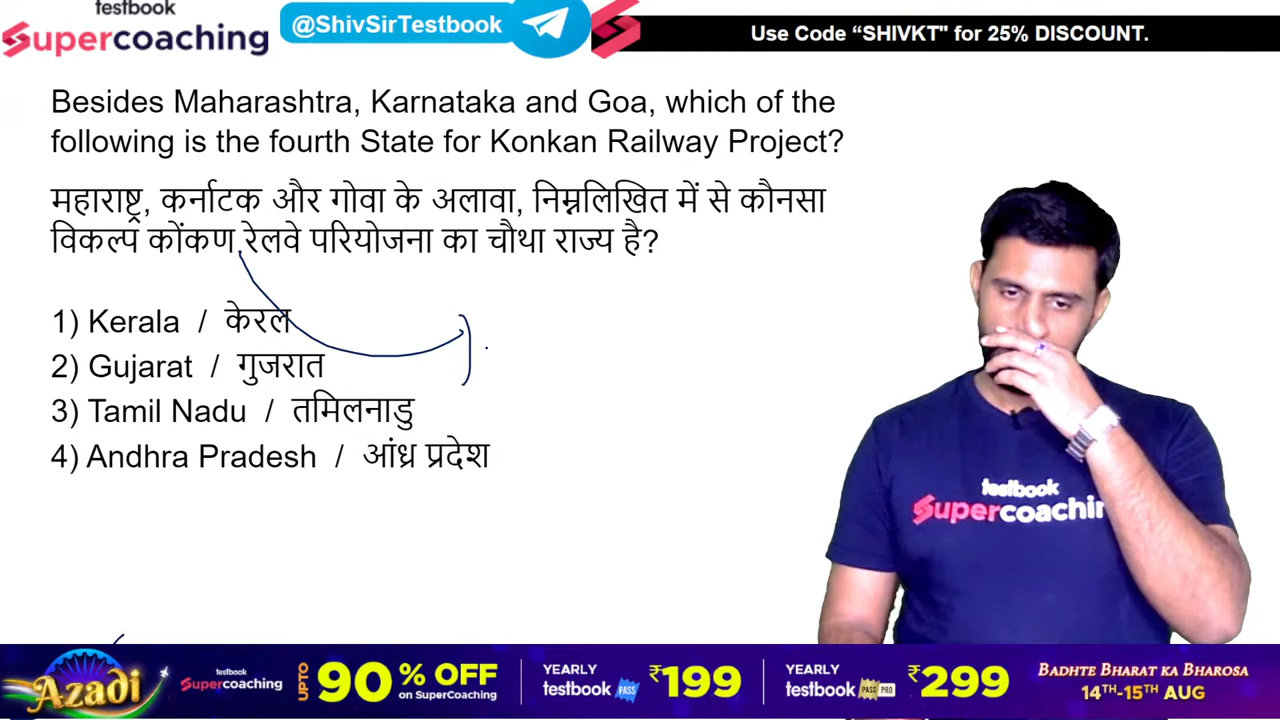 testbook
Supercoaching
@ShivSirTestbook
Use Code “SHIVKT" for 25% DISCOUNT.
Besides Maharashtra, Karnataka and Goa, which of the
following is the fourth State for Konkan Railway Project?
महाराष्ट्र, कर्नाटक और गोवा के अलावा, निम्नलिखित में से कौनसा
विकल्प कोंकण रेलवे परियोजना का चौथा राज्य है?
1) Kerala / केरल
2) Gujarat / गुजरात
3) Tamil Nadu / तमिलनाडु
4) Andhra Pradesh / आंध्र प्रदेश
testbook
Supercoachin
Azadi
testbook
Supercoaching
UPTO 90% OFF
on SuperCoaching
YEARLY
testbook PASS
₹199
YEARLY
testbook PASS PRO
₹299
BADHTE BHARAT KA BHAROSA
14TH-15TH AUG